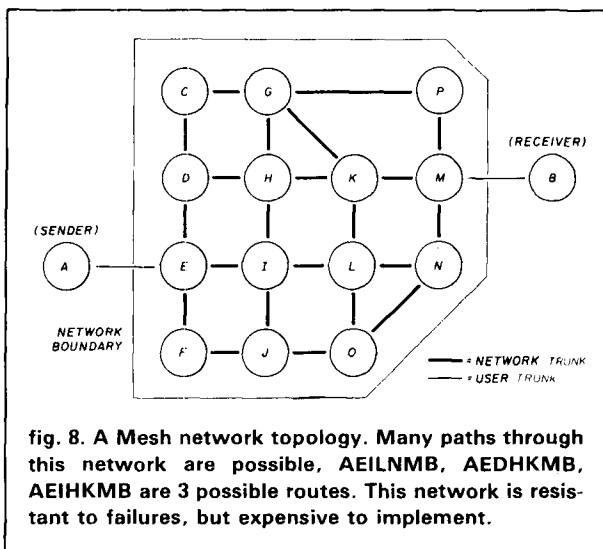 C G P
(RECEIVER)
D H K M B
(SENDER)
A E I L N
NETWORK
BOUNDARY
F J O
= NETWORK TRUNK
= USER TRUNK
fig. 8. A Mesh network topology. Many paths through
this network are possible, AEILNMB, AEDHKMB,
AEIHKMB are 3 possible routes. This network is resis-
tant to failures, but expensive to implement.